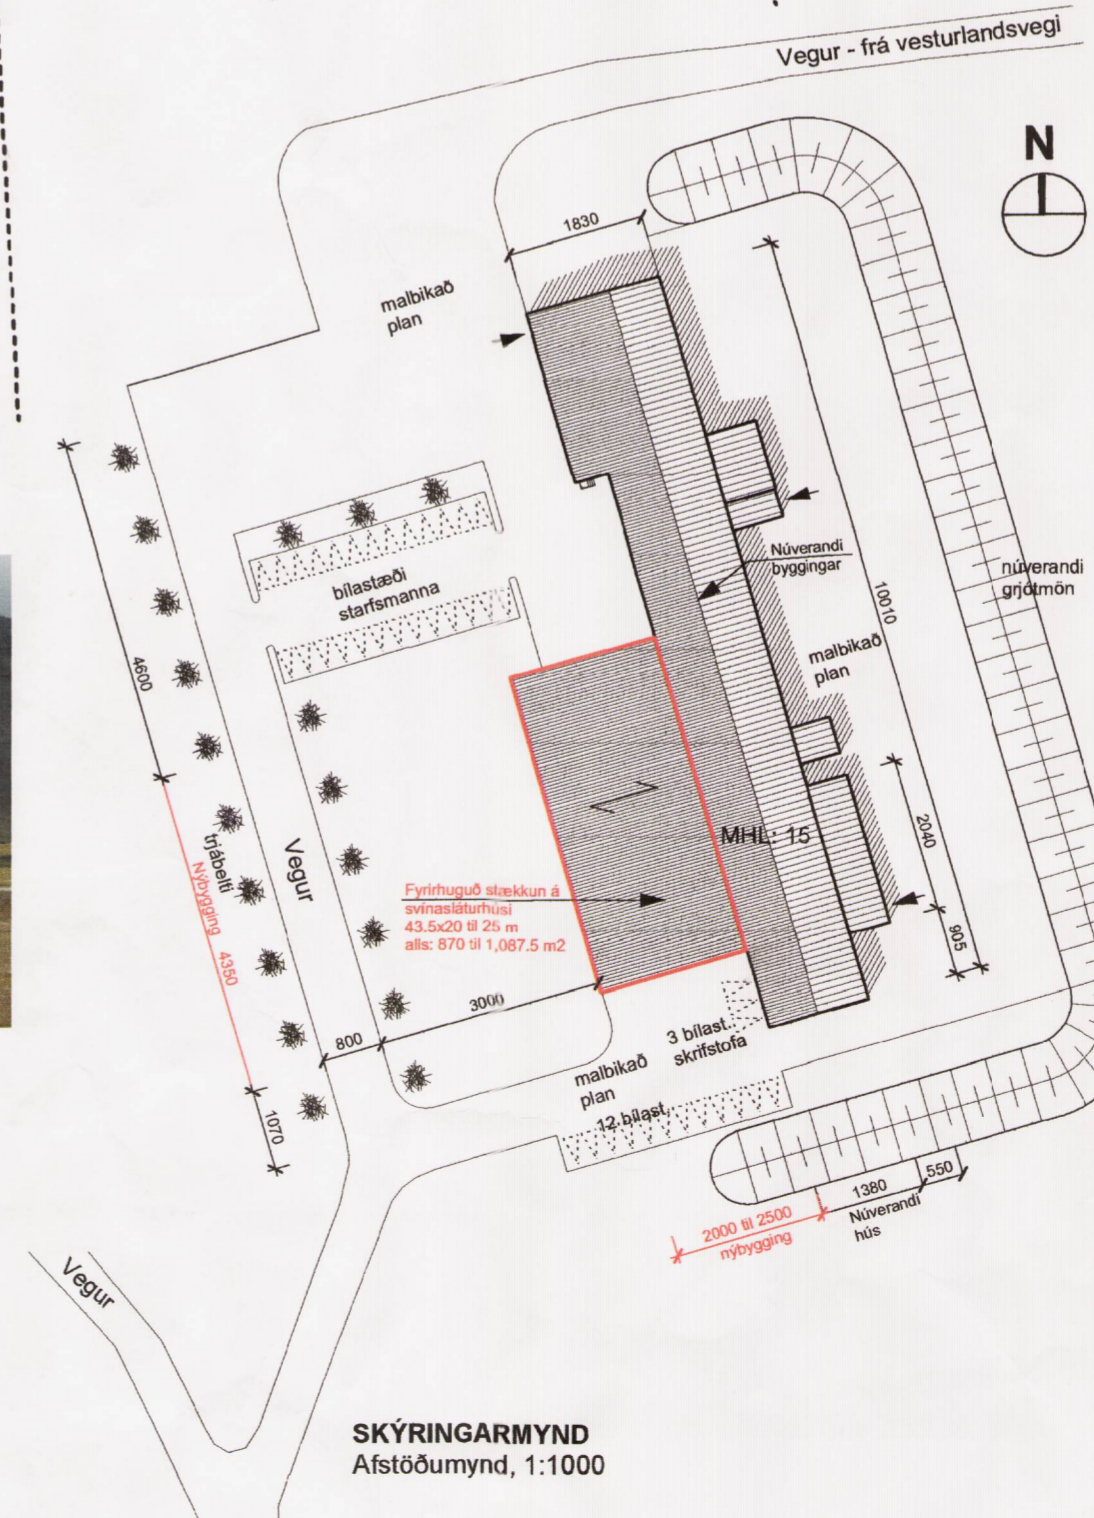 Vegur - frá vesturlandsvegi
N
1830
malbikað
plan
Núverandi
byggingar
núverandi
grjótmön
bílastæði
starfsmanna
10010
4600
malbikað
plan
MHL: 15
2040
trjábelti
Vegur
Nýbygging 4350
Fyrirhuguð stækkun á
svínasláturhúsi
43.5x20 til 25 m
alls: 870 til 1,087.5 m2
905
3000
800
3 bílast.
skrifstofa
malbikað
plan
12 bílast.
1070
550
1380
Núverandi
hús
2000 til 2500
nýbygging
Vegur
SKÝRINGARMYND
Afstöðumynd, 1:1000